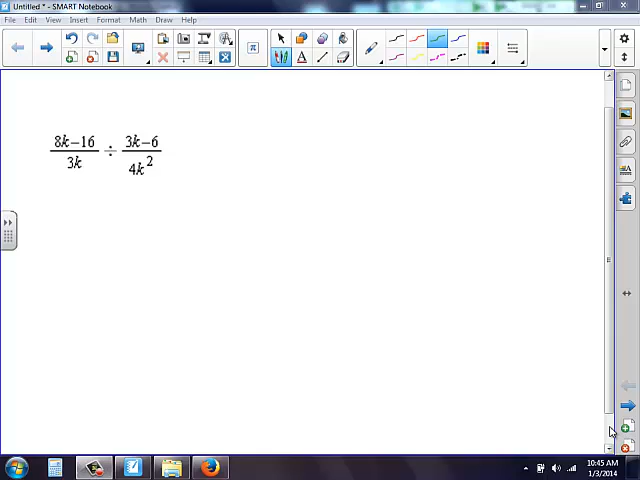 Untitled * - SMART Notebook
File Edit View Insert Format Math Draw Help
8k−16 3k−6
÷
3k 4k²
10:45 AM
1/3/2014